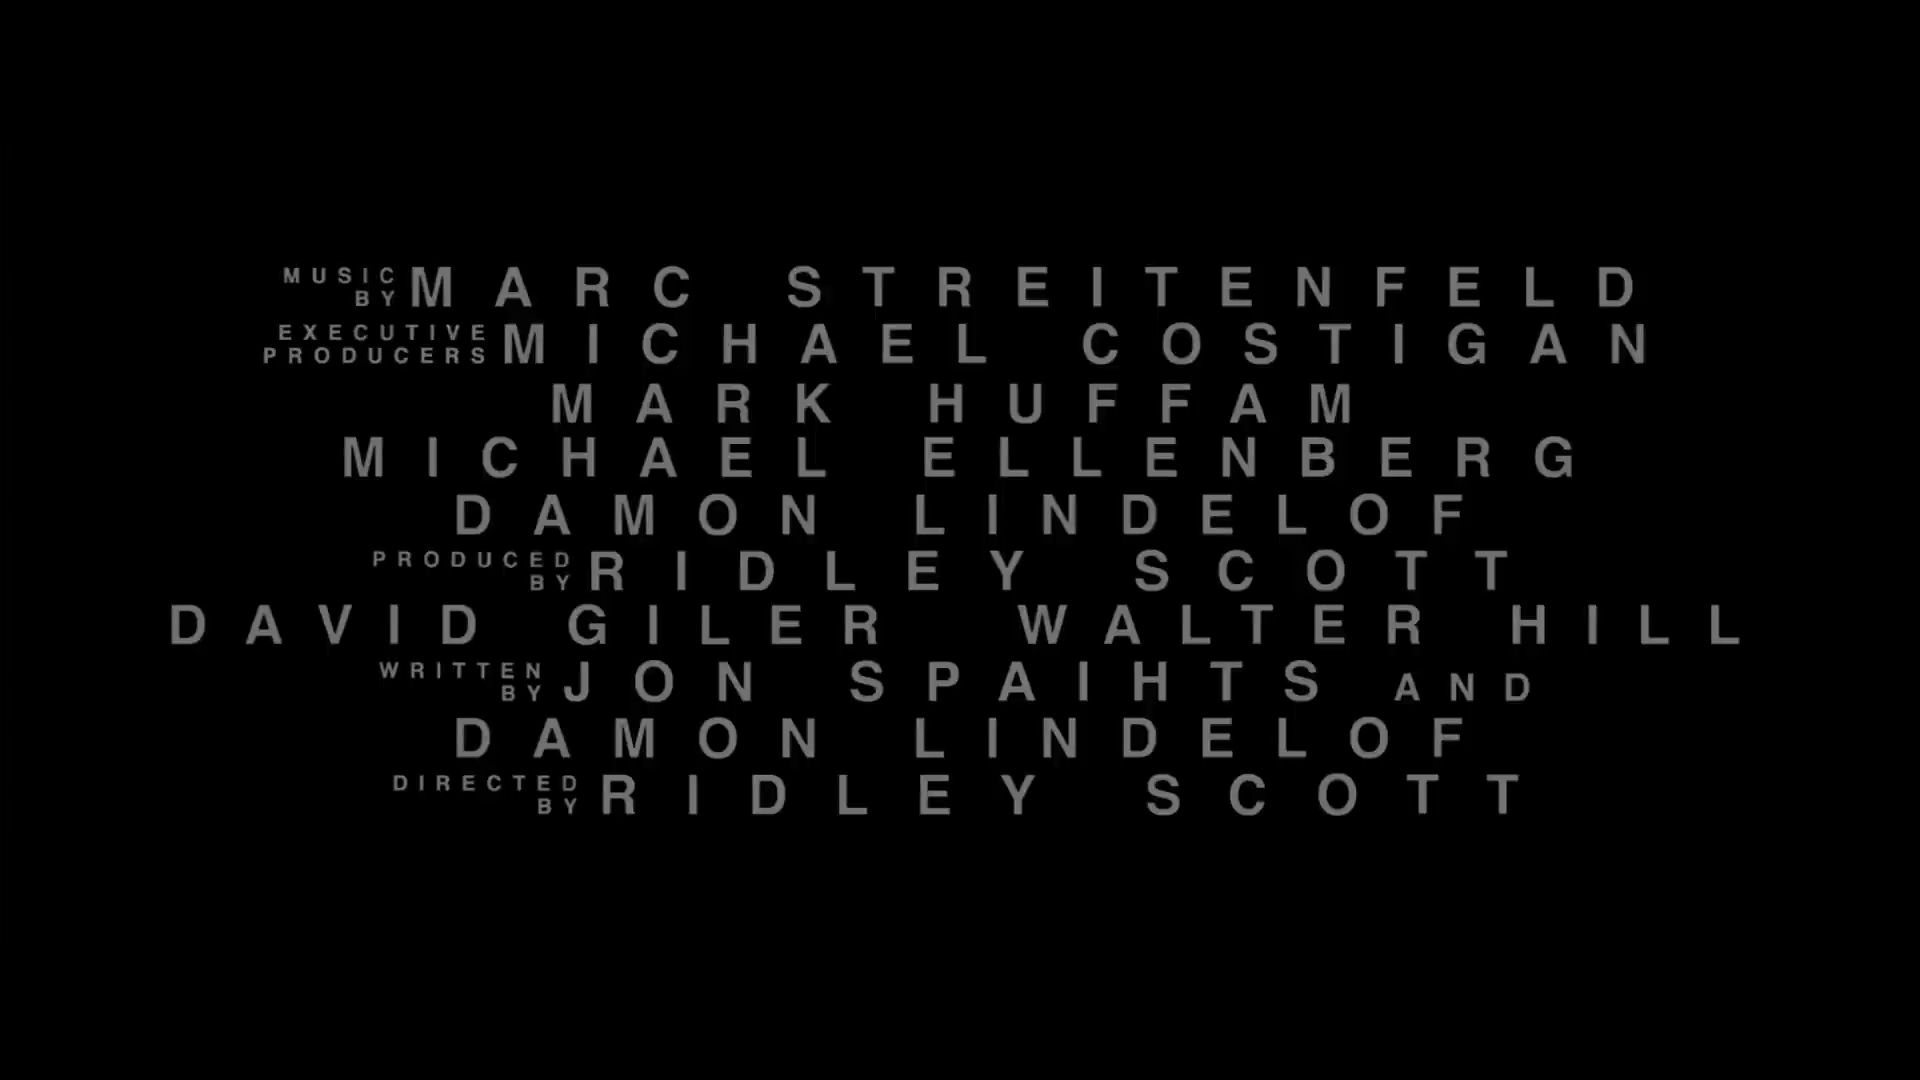 MUSIC BY MARC STREITENFELD
EXECUTIVE PRODUCERS MICHAEL COSTIGAN
MARK HUFFAM
MICHAEL ELLENBERG
DAMON LINDELOF
PRODUCED BY RIDLEY SCOTT
DAVID GILER WALTER HILL
WRITTEN BY JON SPAIHTS AND
DAMON LINDELOF
DIRECTED BY RIDLEY SCOTT